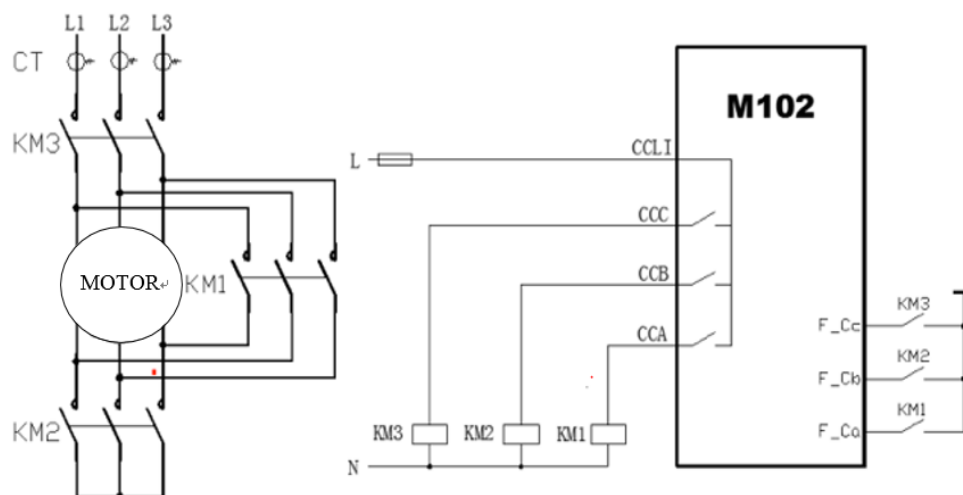 L1 L2 L3
CT
KM3
MOTOR
KM1
KM2
M102
L
CCLI
CCC
CCB
CCA
KM3 KM2 KM1
N
F_Cc
KM3
F_Cb
KM2
F_Ca
KM1